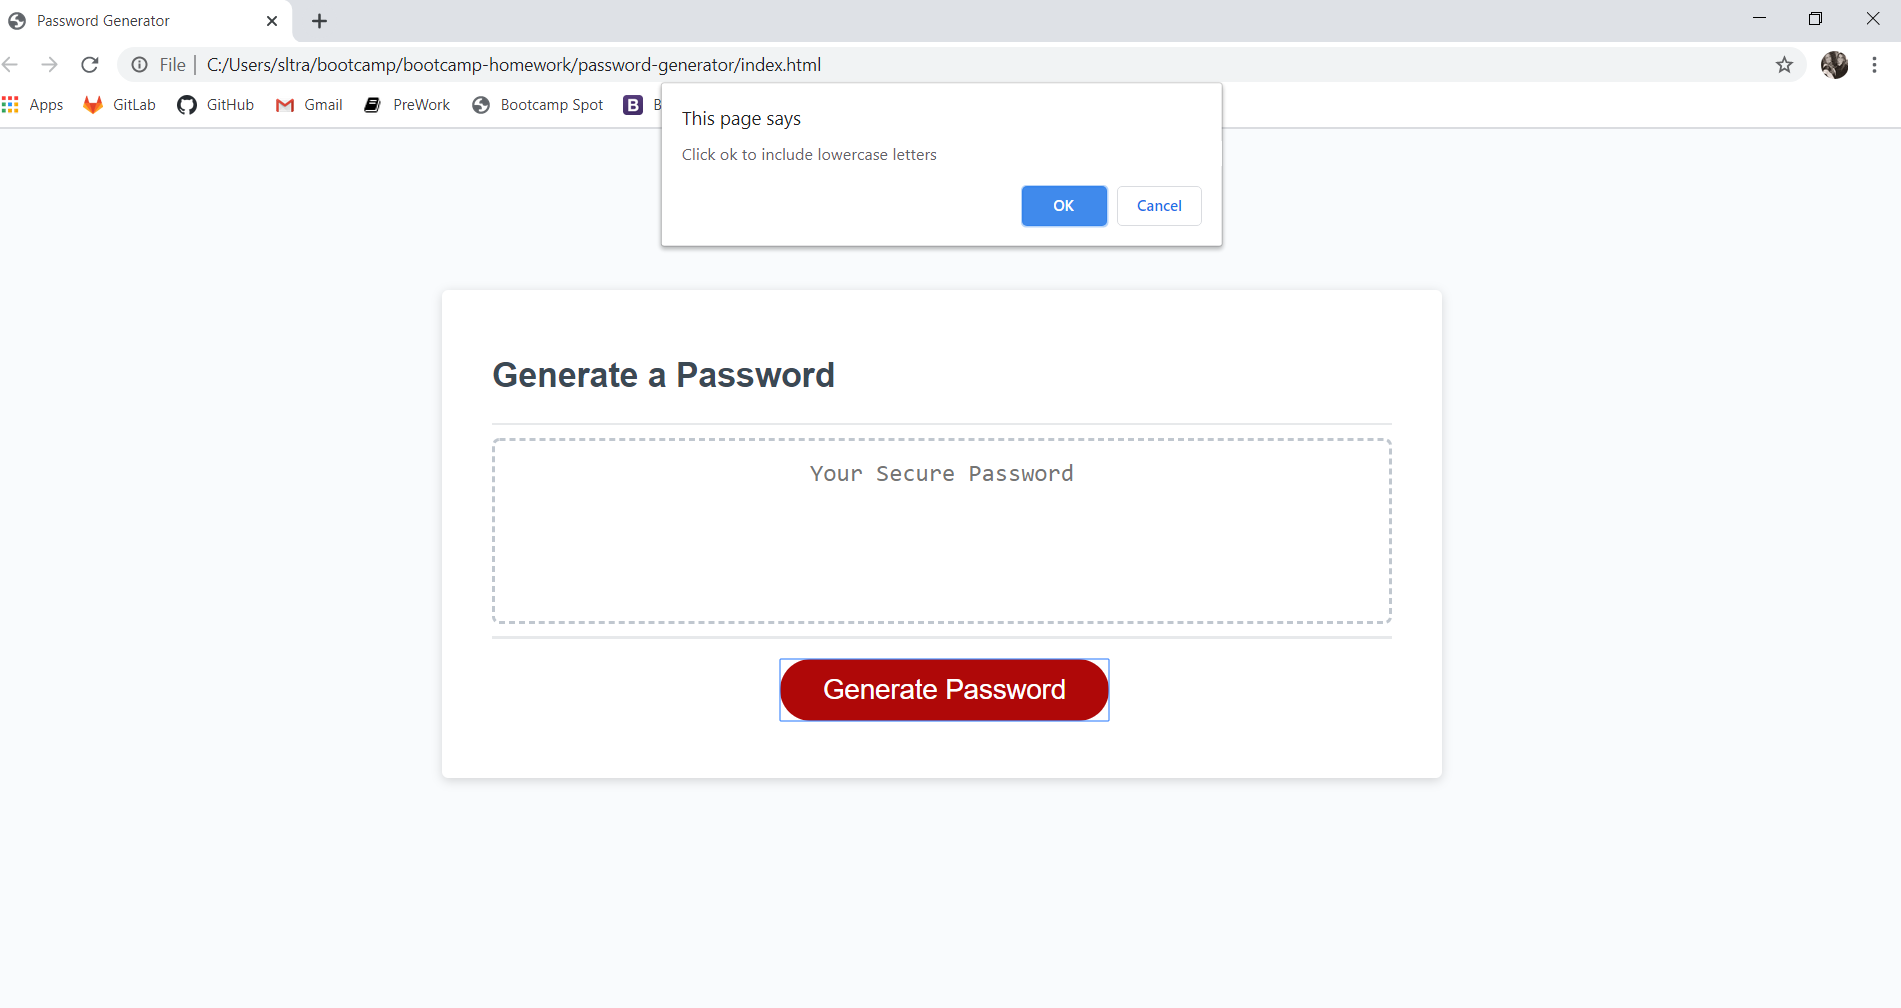 Password Generator
File | C:/Users/sltra/bootcamp/bootcamp-homework/password-generator/index.html
Apps GitLab GitHub Gmail PreWork Bootcamp Spot B B
This page says
Click ok to include lowercase letters
OK Cancel
Generate a Password
Your Secure Password
Generate Password